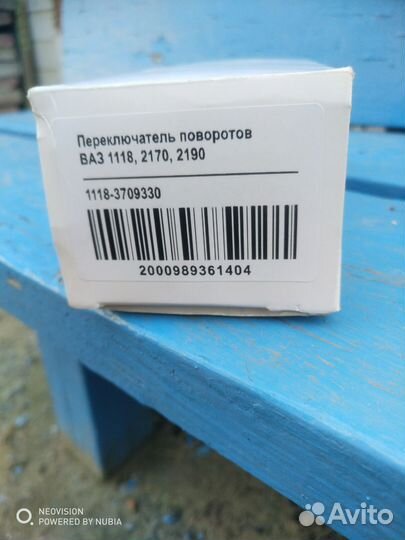 Переключатель поворотов
ВАЗ 1118, 2170, 2190
1118-3709330
2000989361404
NEOVISION
POWERED BY NUBIA
Avito